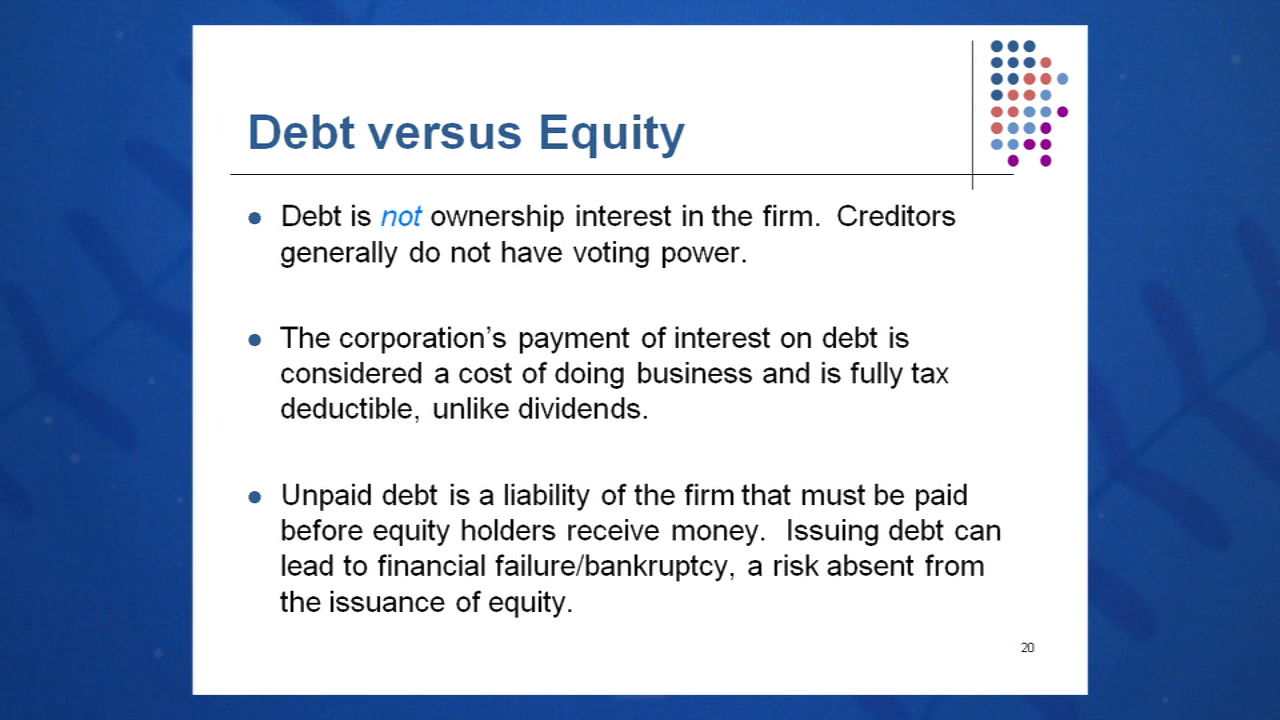 Debt versus Equity
Debt is not ownership interest in the firm.  Creditors
generally do not have voting power.
The corporation’s payment of interest on debt is
considered a cost of doing business and is fully tax
deductible, unlike dividends.
Unpaid debt is a liability of the firm that must be paid
before equity holders receive money.  Issuing debt can
lead to financial failure/bankruptcy, a risk absent from
the issuance of equity.
20